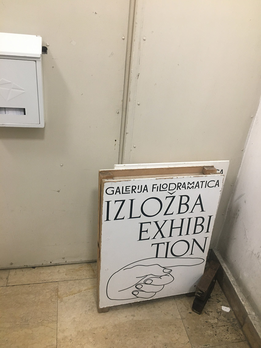 GALERIJA FILODRAMATICA
IZLOŽBA
EXHIBI
TION